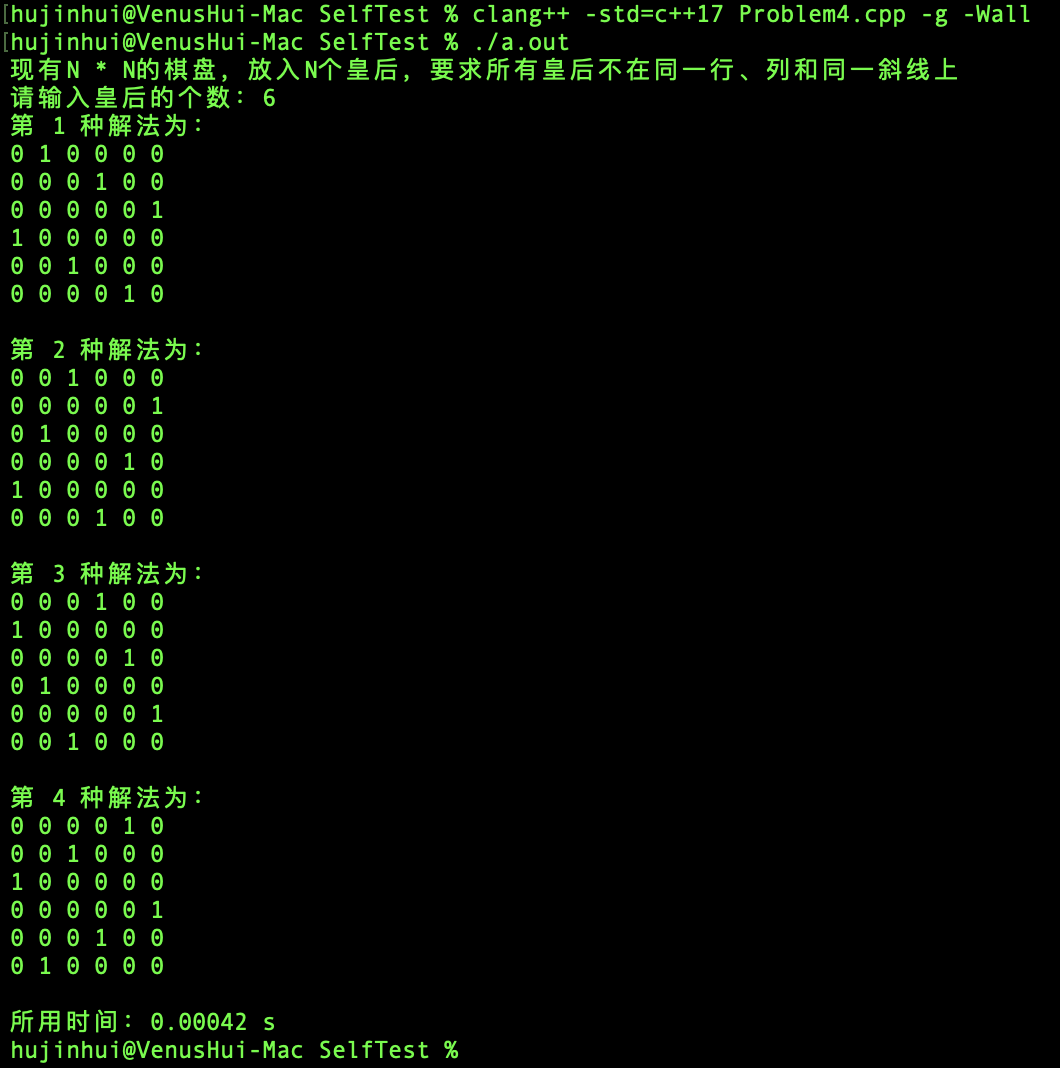 [hujinhui@VenusHui-Mac SelfTest % clang++ -std=c++17 Problem4.cpp -g -Wall
[hujinhui@VenusHui-Mac SelfTest % ./a.out
现有N * N的棋盘，放入N个皇后，要求所有皇后不在同一行、列和同一斜线上
请输入皇后的个数：6
第 1 种解法为：
0 1 0 0 0 0
0 0 0 1 0 0
0 0 0 0 0 1
1 0 0 0 0 0
0 0 1 0 0 0
0 0 0 0 1 0
第 2 种解法为：
0 0 1 0 0 0
0 0 0 0 0 1
0 1 0 0 0 0
0 0 0 0 1 0
1 0 0 0 0 0
0 0 0 1 0 0
第 3 种解法为：
0 0 0 1 0 0
1 0 0 0 0 0
0 0 0 0 1 0
0 1 0 0 0 0
0 0 0 0 0 1
0 0 1 0 0 0
第 4 种解法为：
0 0 0 0 1 0
0 0 1 0 0 0
1 0 0 0 0 0
0 0 0 0 0 1
0 0 0 1 0 0
0 1 0 0 0 0
所用时间：0.00042 s
hujinhui@VenusHui-Mac SelfTest %